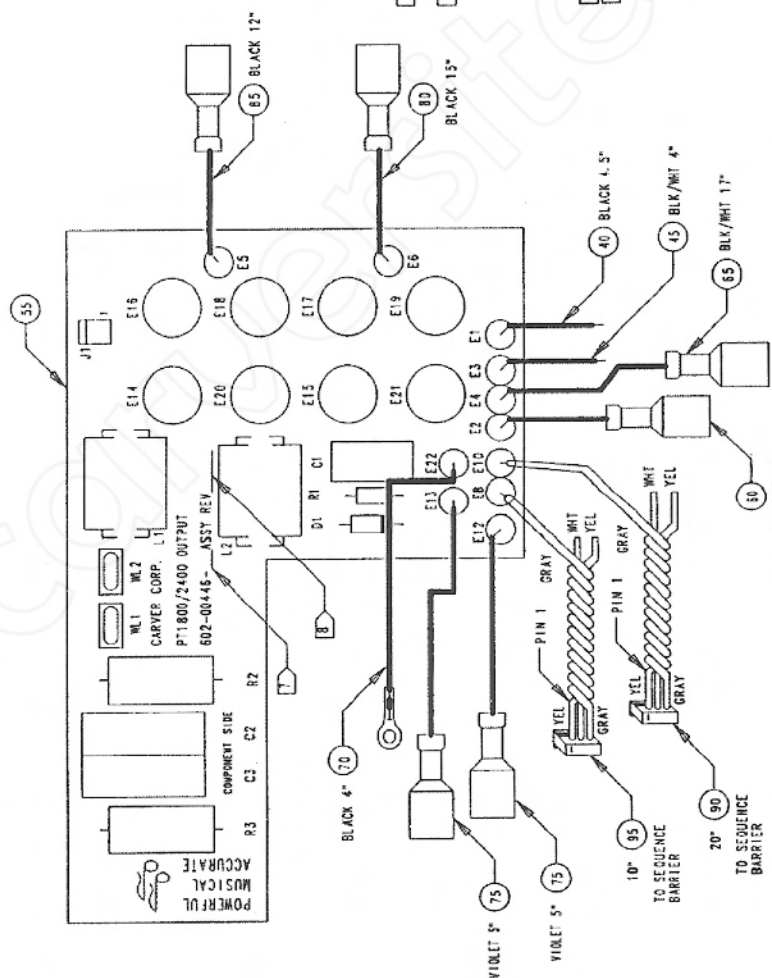 85
BLACK 12"
80
BLACK 15"
55
J1
E16
E18
E17
E19
E5
E6
E14
E20
E15
E21
E1
E3
E4
E2
40
BLACK 4.5"
45
BLK/WHT 4"
65
BLK/WHT 17"
60
L1
L2
C1
R1
D1
E22
E13
E10
E8
E12
WL2
WL1
CARVER CORP.
PT1800/2400 OUTPUT
602-00446- ASSY REV
7
8
R2
C2
COMPONENT SIDE
C3
R3
POWERFUL
MUSICAL
ACCURATE
BLACK 4"
70
VIOLET 5"
75
VIOLET 5"
75
GRAY
WHT
YEL
PIN 1
YEL
GRAY
10"
95
TO SEQUENCE
BARRIER
GRAY
WHT
YEL
PIN 1
YEL
GRAY
20"
90
TO SEQUENCE
BARRIER